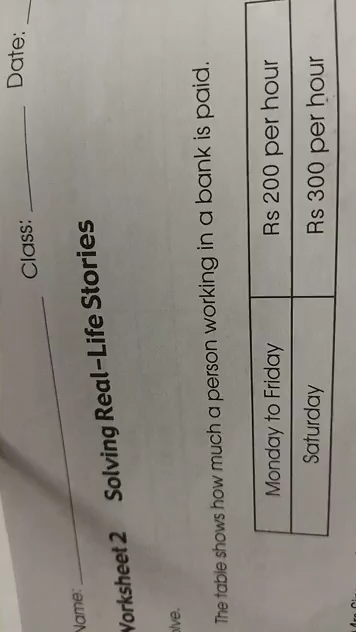 Name: Class: Date:
Worksheet 2 Solving Real-Life Stories
The table shows how much a person working in a bank is paid.
Monday to Friday Rs 200 per hour
Saturday Rs 300 per hour